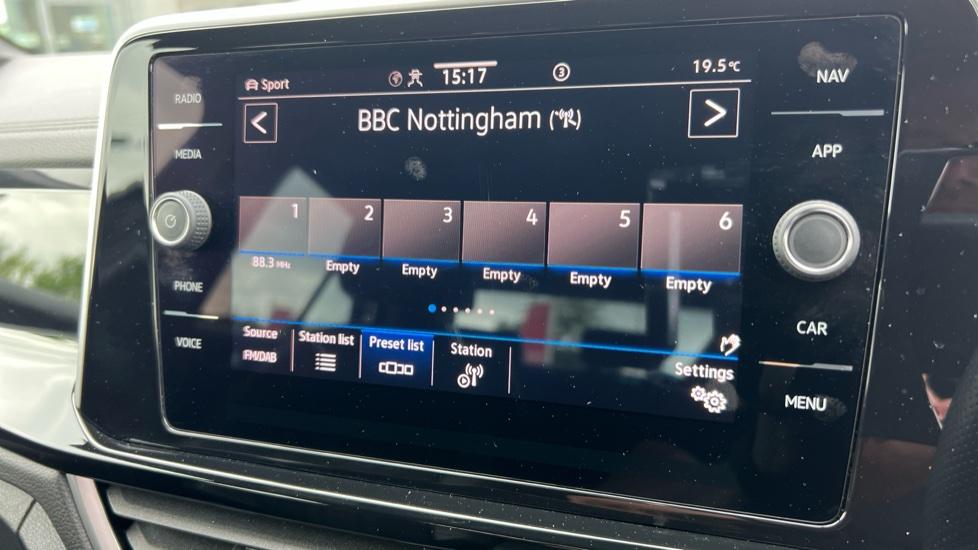 RADIO
MEDIA
PHONE
VOICE
Sport
15:17
3
19.5°C
BBC Nottingham
1
2
3
4
5
6
88.3 MHz
Empty
Empty
Empty
Empty
Empty
Source
FM/DAB
Station list
Preset list
Station
Settings
NAV
APP
CAR
MENU